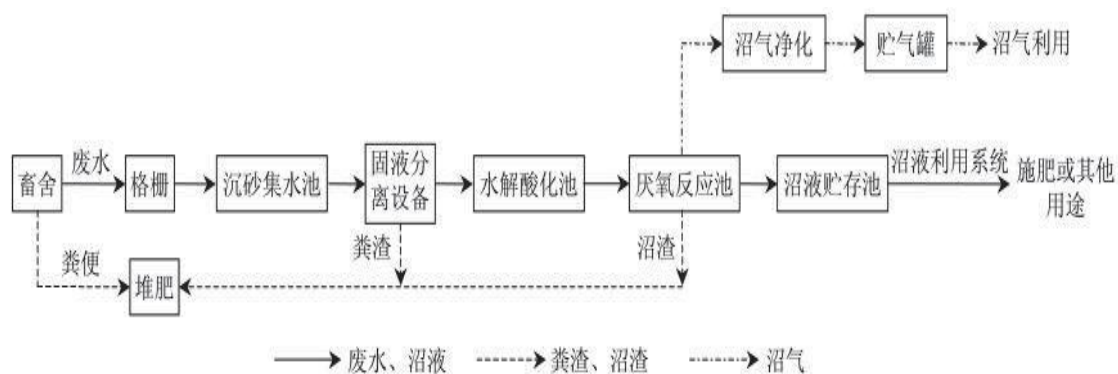 沼气净化
贮气罐
沼气利用
畜舍
废水
格栅
沉砂集水池
固液分
离设备
水解酸化池
厌氧反应池
沼液贮存池
沼液利用系统
施肥或其他
用途
粪便
堆肥
粪渣
沼渣
废水、沼液
粪渣、沼渣
沼气